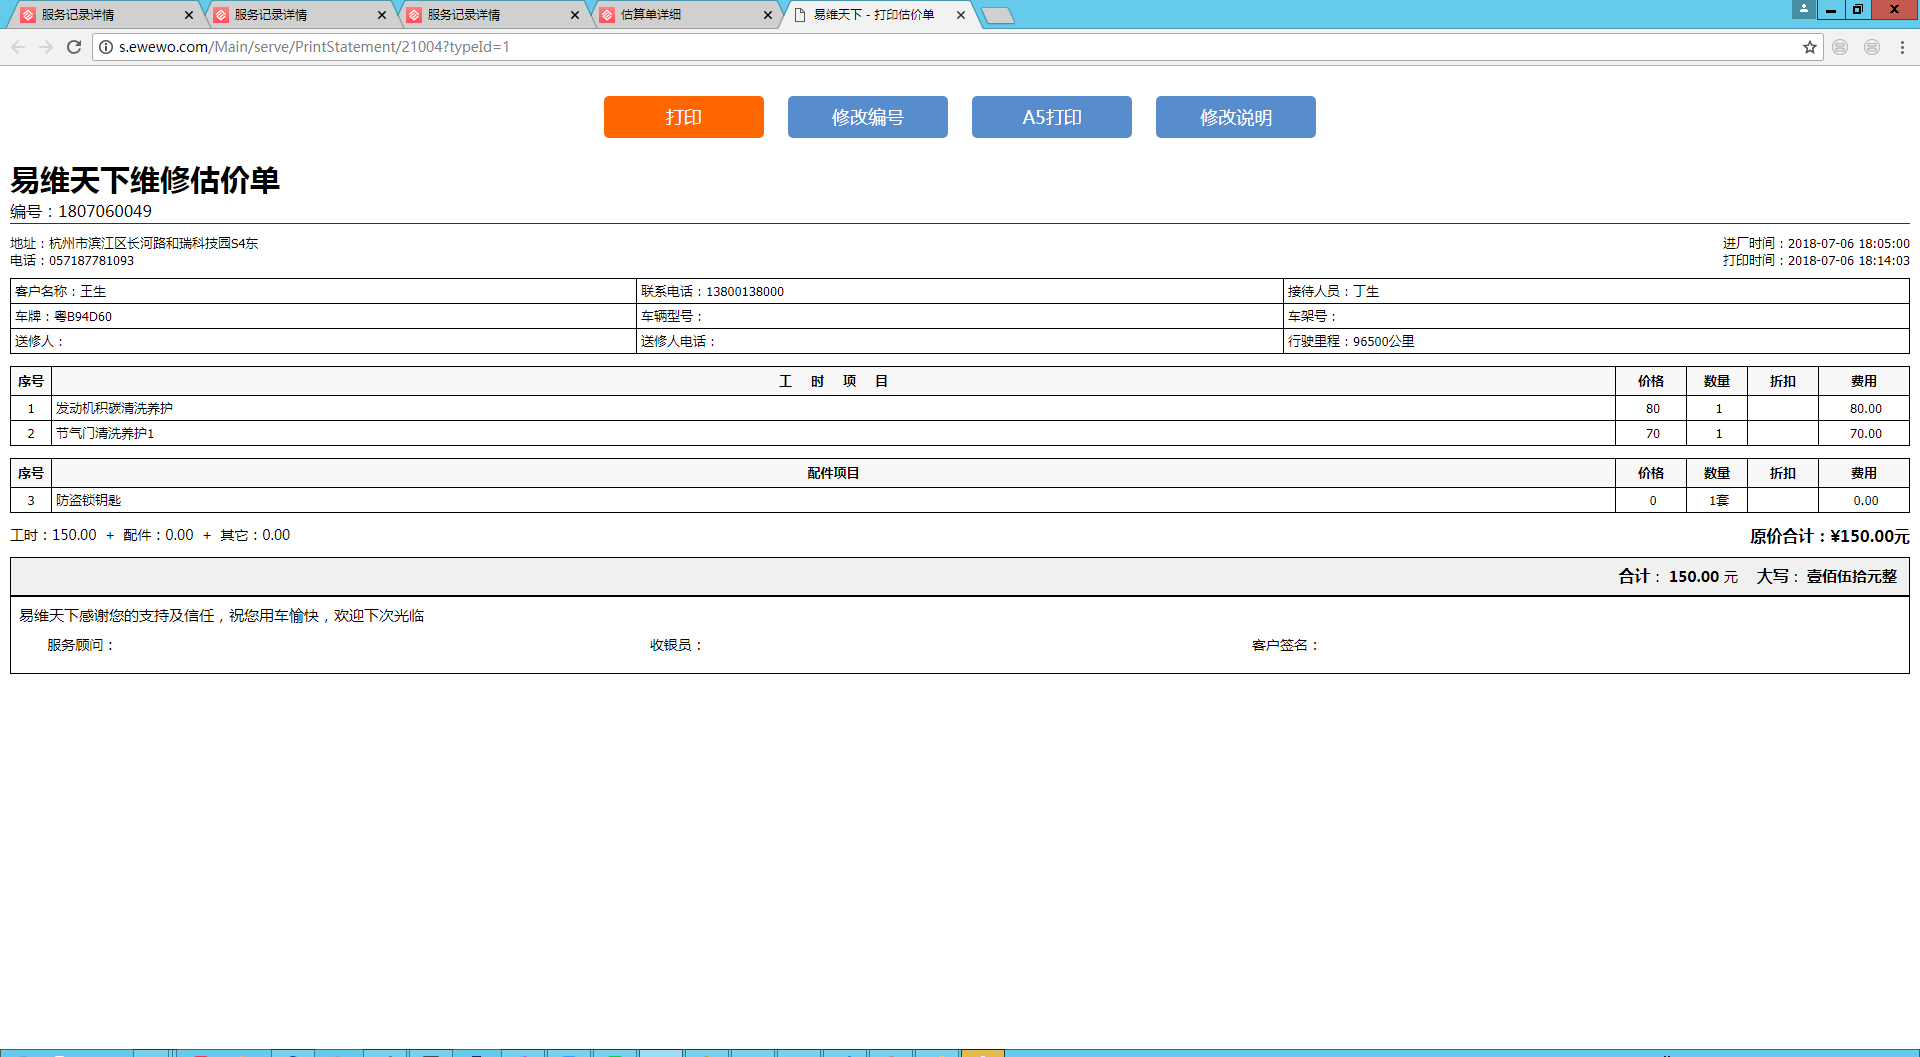 服务记录详情 服务记录详情 服务记录详情 估算单详细 易维天下 - 打印估价单
s.ewewo.com/Main/serve/PrintStatement/21004?typeId=1
打印 修改编号 A5打印 修改说明
易维天下维修估价单
编号：1807060049
地址：杭州市滨江区长河路和瑞科技园S4东 进厂时间：2018-07-06 18:05:00
电话：057187781093 打印时间：2018-07-06 18:14:03
客户名称：王生 联系电话：13800138000 接待人员：丁生
车牌：粤B94D60 车辆型号： 车架号：
送修人： 送修人电话： 行驶里程：96500公里
序号 工 时 项 目 价格 数量 折扣 费用
1 发动机积碳清洗养护 80 1 80.00
2 节气门清洗养护1 70 1 70.00
序号 配件项目 价格 数量 折扣 费用
3 防盗锁钥匙 0 1套 0.00
工时：150.00 + 配件：0.00 + 其它：0.00 原价合计：¥150.00元
合计： 150.00 元 大写： 壹佰伍拾元整
易维天下感谢您的支持及信任，祝您用车愉快，欢迎下次光临
服务顾问： 收银员： 客户签名：